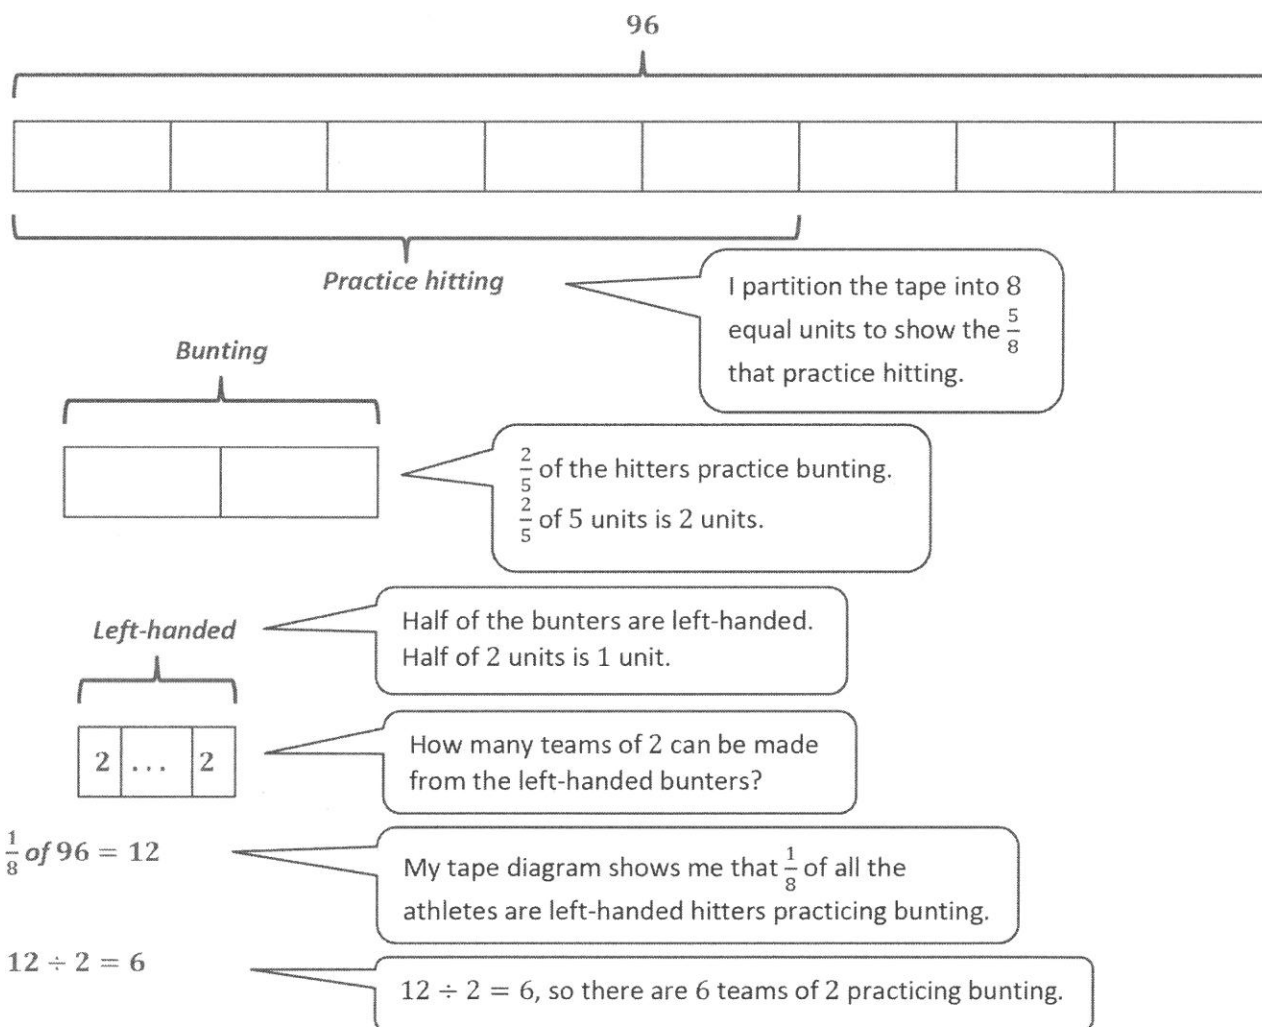 96
Practice hitting
I partition the tape into 8
equal units to show the 5/8
that practice hitting.
Bunting
2/5 of the hitters practice bunting.
2/5 of 5 units is 2 units.
Left-handed
Half of the bunters are left-handed.
Half of 2 units is 1 unit.
2 ... 2
How many teams of 2 can be made
from the left-handed bunters?
1/8 of 96 = 12
My tape diagram shows me that 1/8 of all the
athletes are left-handed hitters practicing bunting.
12 ÷ 2 = 6
12 ÷ 2 = 6, so there are 6 teams of 2 practicing bunting.